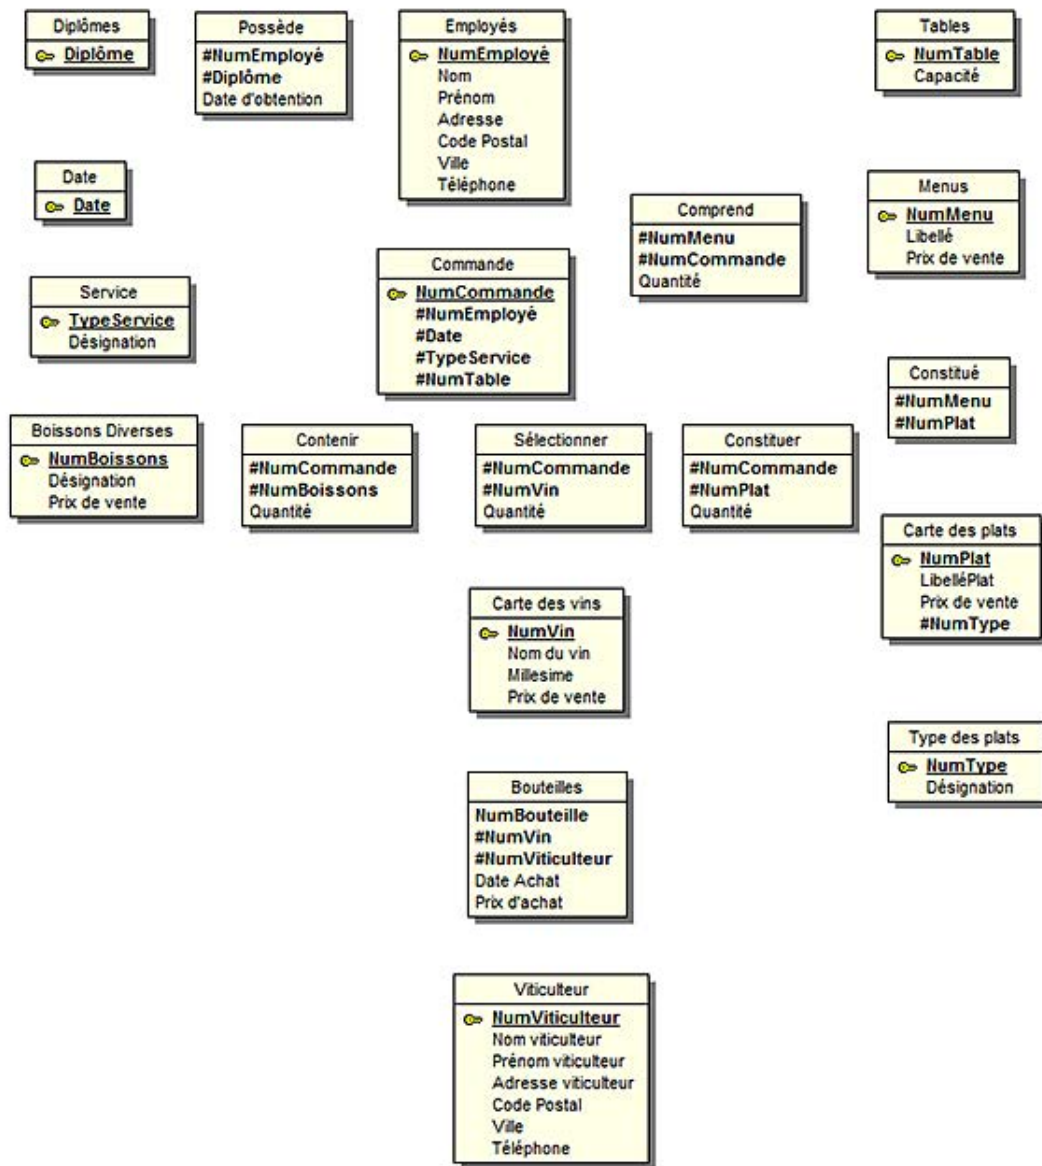 Diplômes
Diplôme
Possède
#NumEmployé
#Diplôme
Date d'obtention
Employés
NumEmployé
Nom
Prénom
Adresse
Code Postal
Ville
Téléphone
Tables
NumTable
Capacité
Date
Date
Comprend
#NumMenu
#NumCommande
Quantité
Menus
NumMenu
Libellé
Prix de vente
Service
TypeService
Désignation
Commande
NumCommande
#NumEmployé
#Date
#TypeService
#NumTable
Constitué
#NumMenu
#NumPlat
Boissons Diverses
NumBoissons
Désignation
Prix de vente
Contenir
#NumCommande
#NumBoissons
Quantité
Sélectionner
#NumCommande
#NumVin
Quantité
Constituer
#NumCommande
#NumPlat
Quantité
Carte des plats
NumPlat
LibelléPlat
Prix de vente
#NumType
Carte des vins
NumVin
Nom du vin
Millesime
Prix de vente
Type des plats
NumType
Désignation
Bouteilles
NumBouteille
#NumVin
#NumViticulteur
Date Achat
Prix d'achat
Viticulteur
NumViticulteur
Nom viticulteur
Prénom viticulteur
Adresse viticulteur
Code Postal
Ville
Téléphone